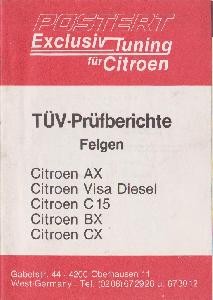 POSTERT
Exclusiv Tuning
für Citroen
TÜV-Prüfberichte
Felgen
Citroen AX
Citroen Visa Diesel
Citroen C 15
Citroen BX
Citroen CX
Gabelstr. 44 - 4200 Oberhausen 11
West-Germany - Tel. (0208) 672920 u. 673012